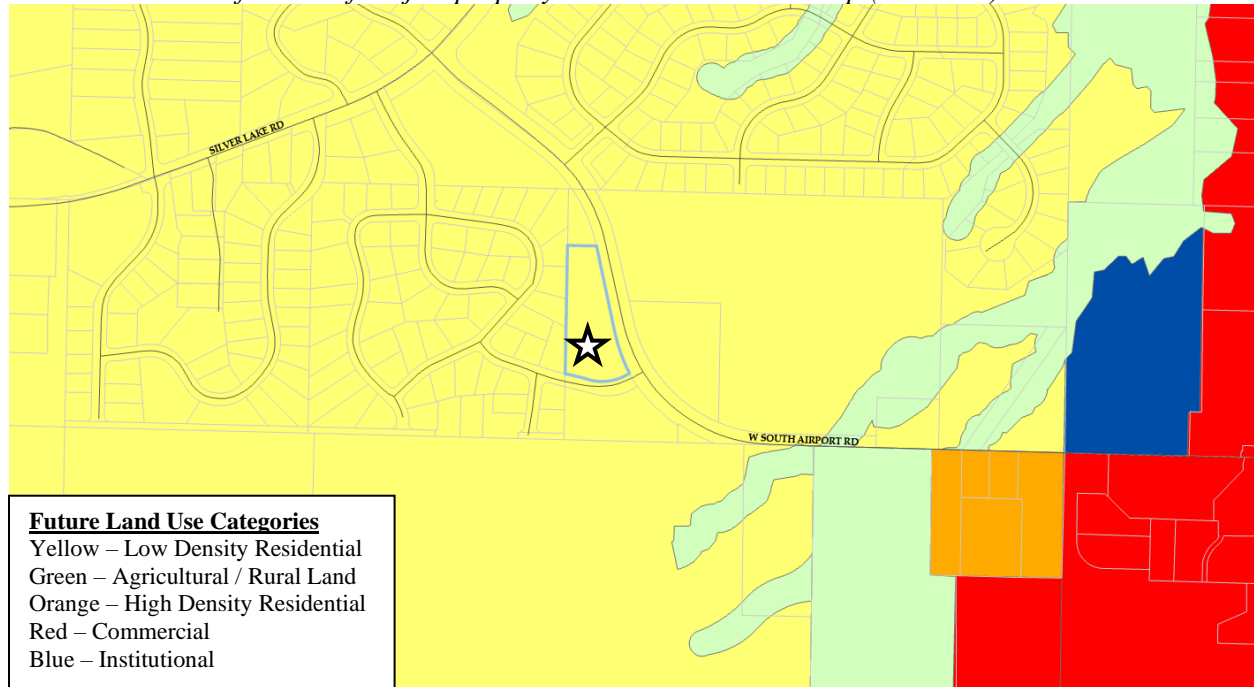 SILVER LAKE RD
W SOUTH AIRPORT RD
Future Land Use Categories
Yellow – Low Density Residential
Green – Agricultural / Rural Land
Orange – High Density Residential
Red – Commercial
Blue – Institutional